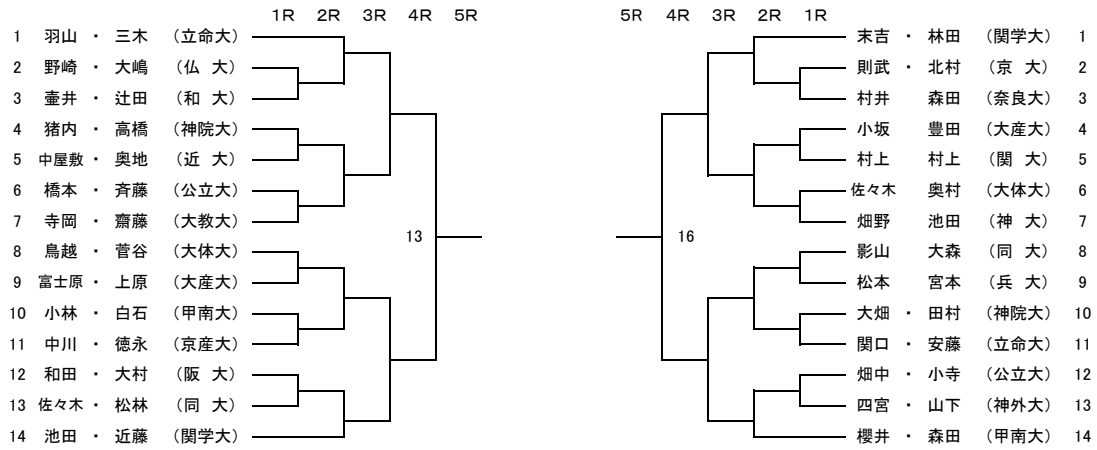 1R 2R 3R 4R 5R 5R 4R 3R 2R 1R
1 羽山 ・ 三木 (立命大) 末吉 ・ 林田 (関学大) 1
2 野崎 ・ 大嶋 (仏 大) 則武 ・ 北村 (京 大) 2
3 壷井 ・ 辻田 (和 大) 村井 森田 (奈良大) 3
4 猪内 ・ 高橋 (神院大) 小坂 豊田 (大産大) 4
5 中屋敷 ・ 奥地 (近 大) 村上 村上 (関 大) 5
6 橋本 ・ 斉藤 (公立大) 佐々木 奥村 (大体大) 6
7 寺岡 ・ 齋藤 (大教大) 畑野 池田 (神 大) 7
13 16
8 鳥越 ・ 菅谷 (大体大) 影山 大森 (同 大) 8
9 富士原 ・ 上原 (大産大) 松本 宮本 (兵 大) 9
10 小林 ・ 白石 (甲南大) 大畑 ・ 田村 (神院大) 10
11 中川 ・ 徳永 (京産大) 関口 ・ 安藤 (立命大) 11
12 和田 ・ 大村 (阪 大) 畑中 ・ 小寺 (公立大) 12
13 佐々木 ・ 松林 (同 大) 四宮 ・ 山下 (神外大) 13
14 池田 ・ 近藤 (関学大) 櫻井 ・ 森田 (甲南大) 14